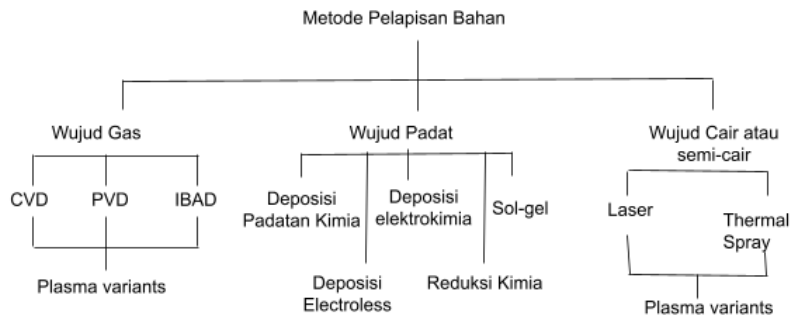 Metode Pelapisan Bahan
Wujud Gas
Wujud Padat
Wujud Cair atau
semi-cair
CVD
PVD
IBAD
Deposisi
Padatan Kimia
Deposisi
elektrokimia
Sol-gel
Laser
Thermal
Spray
Plasma variants
Deposisi
Electroless
Reduksi Kimia
Plasma variants